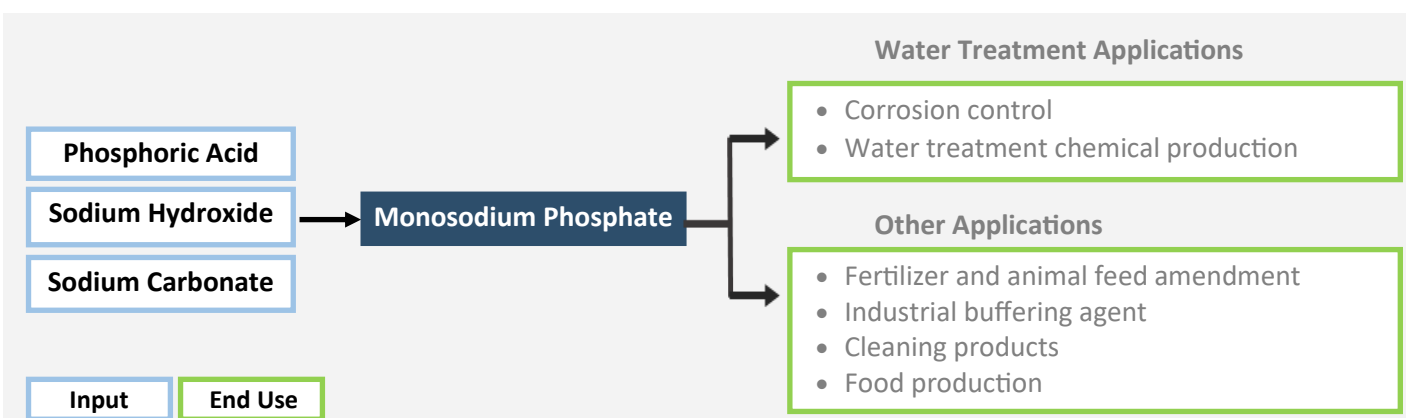 Water Treatment Applications
• Corrosion control
• Water treatment chemical production
Phosphoric Acid
Sodium Hydroxide
Sodium Carbonate
Monosodium Phosphate
Other Applications
• Fertilizer and animal feed amendment
• Industrial buffering agent
• Cleaning products
• Food production
Input
End Use